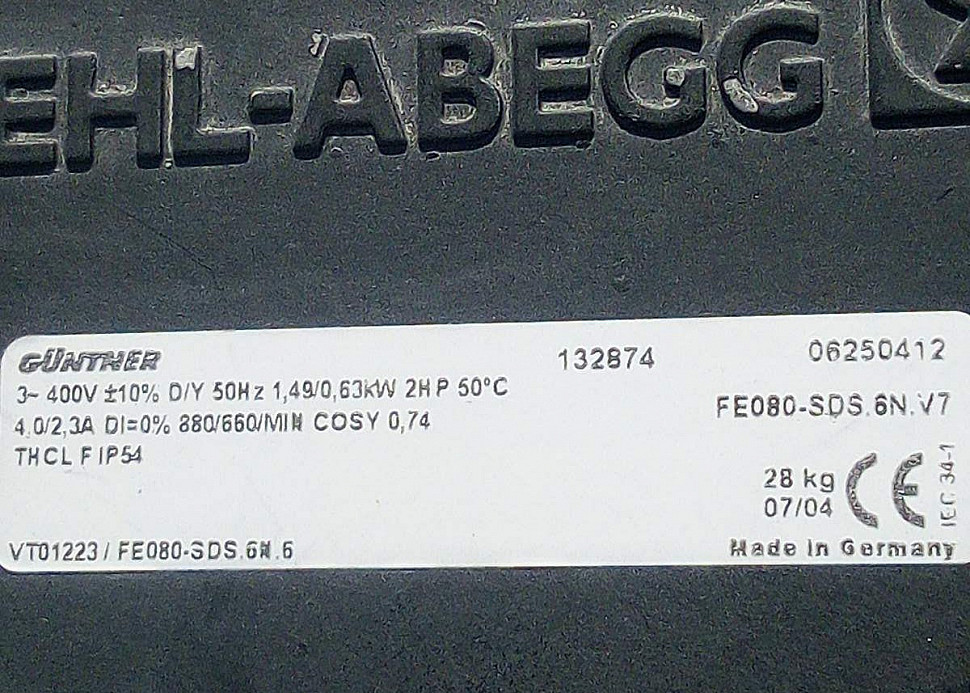 EHL-ABEGG
GÜNTHER
132874
06250412
3~ 400V ±10% D/Y 50Hz 1,49/0,63kW 2HP 50°C
FE080-SDS.6N.V7
4.0/2,3A DI=0% 880/660/MIN COSY 0,74
THCL F IP54
28 kg
07/04
CE
IEC 34-1
VT01223 / FE080-SDS.6N.6
Made in Germany